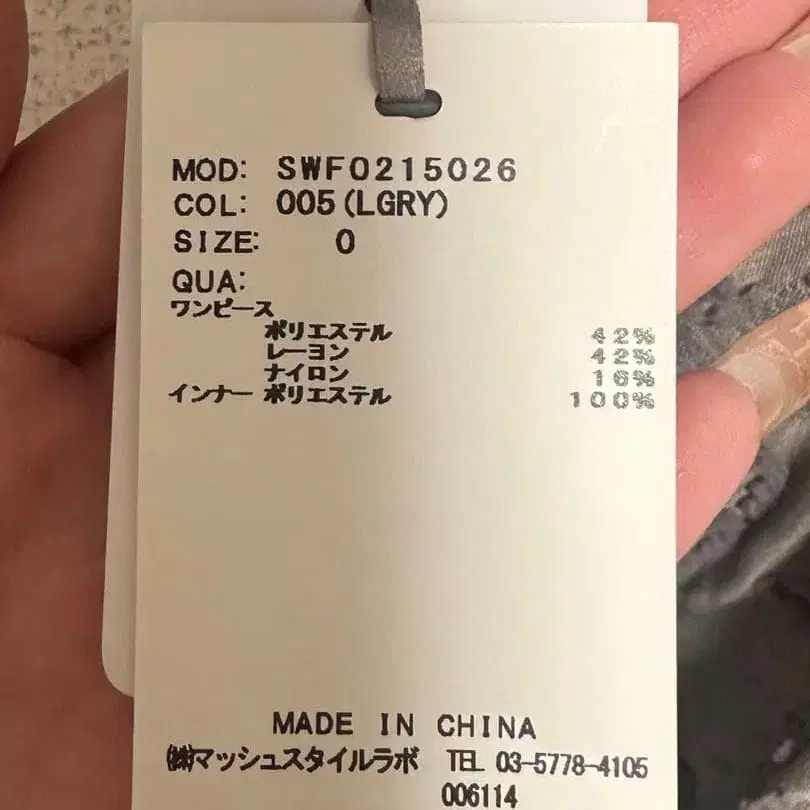 MOD: SWFO215026
COL: 005(LGRY)
SIZE: 0
QUA:
ワンピース
ポリエステル 42%
レーヨン 42%
ナイロン 16%
インナー ポリエステル 100%
MADE IN CHINA
㈱マッシュスタイルラボ TEL 03-5778-4105
006114